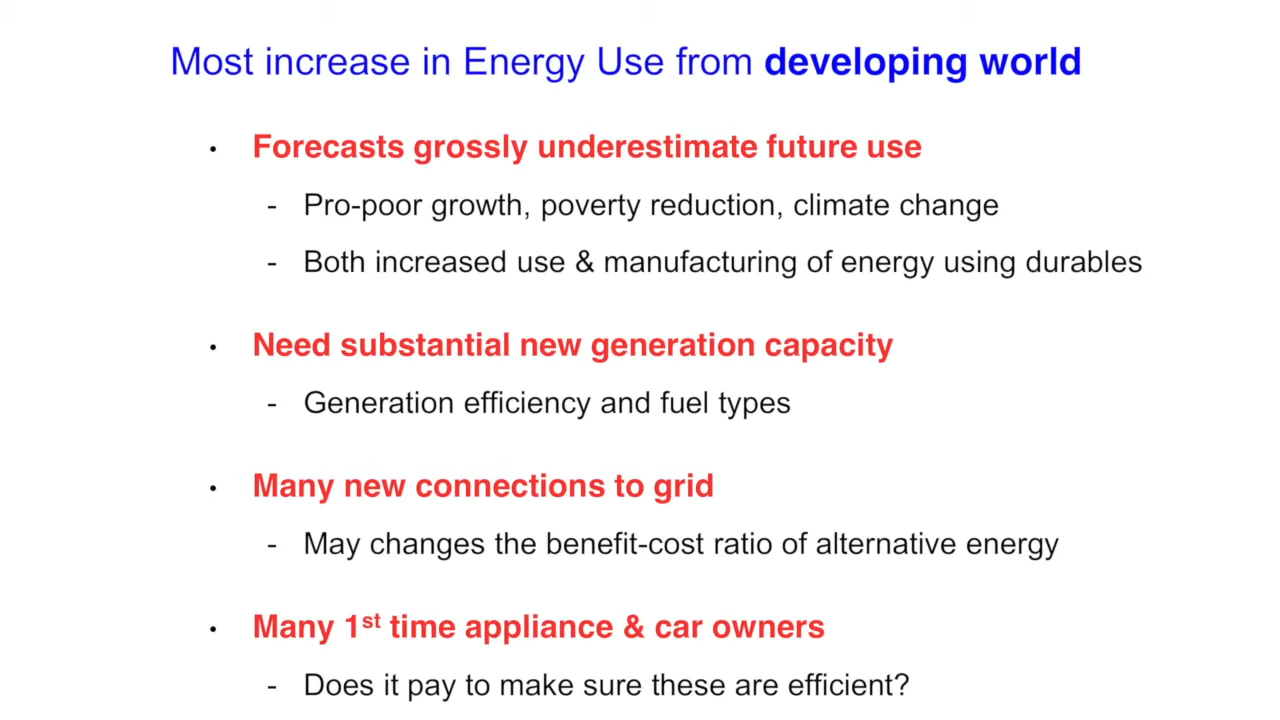 Most increase in Energy Use from developing world
• Forecasts grossly underestimate future use
- Pro-poor growth, poverty reduction, climate change
- Both increased use & manufacturing of energy using durables
• Need substantial new generation capacity
- Generation efficiency and fuel types
• Many new connections to grid
- May changes the benefit-cost ratio of alternative energy
• Many 1st time appliance & car owners
- Does it pay to make sure these are efficient?